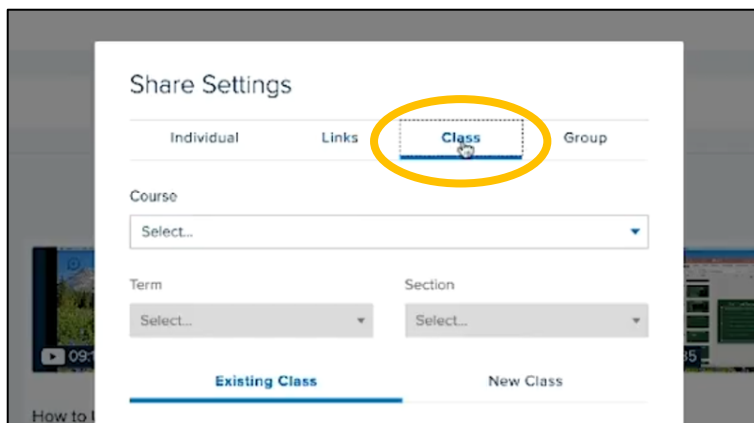 Share Settings
Individual Links Class Group
Course
Select...
Term Section
Select... Select...
Existing Class New Class
How to